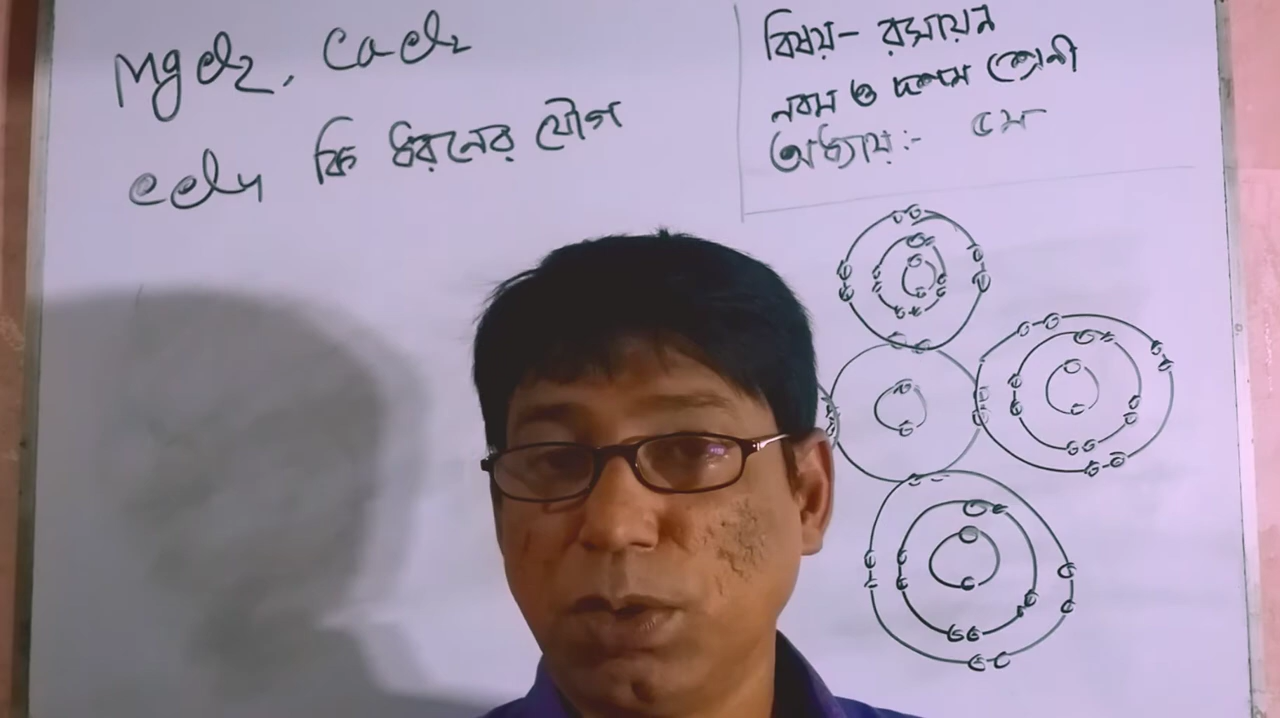 MgCl₂, CaCl₂
CCl₄ কি ধরনের যৌগ
বিষয়- রসায়ন
নবম ও দশম শ্রেনী
অধ্যায়:- ৫ম